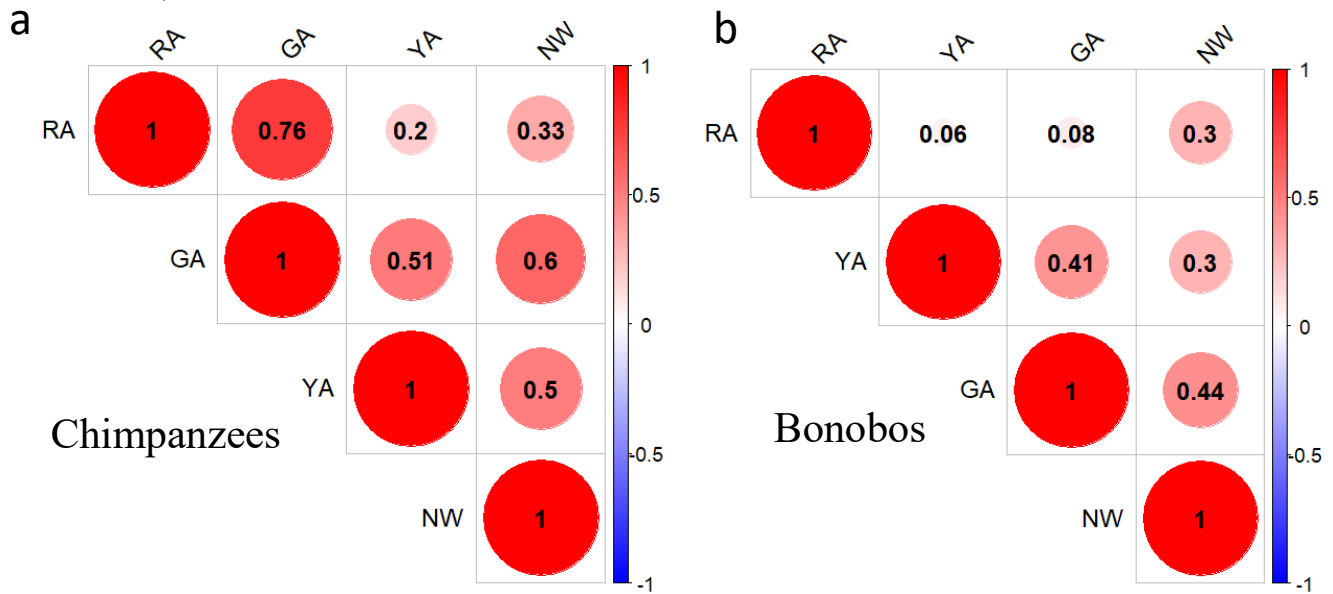 a
RA GA YA NW
RA 1 0.76 0.2 0.33
GA 1 0.51 0.6
YA 1 0.5
NW 1
Chimpanzees
1
0.5
0
-0.5
-1
b
RA YA GA NW
RA 1 0.06 0.08 0.3
YA 1 0.41 0.3
GA 1 0.44
NW 1
Bonobos
1
0.5
0
-0.5
-1